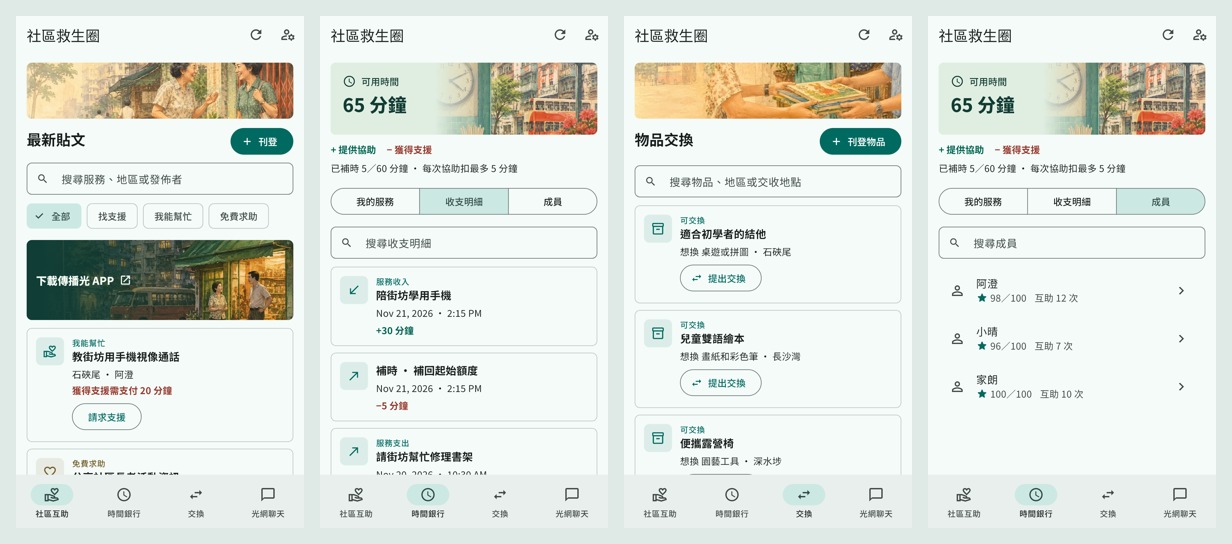 社區救生圈
最新貼文
+ 刊登
搜尋服務、地區或發佈者
全部
找支援
我能幫忙
免費求助
下載傳播光 APP
我能幫忙
教街坊用手機視像通話
石硤尾 • 阿澄
獲得支援需支付 20 分鐘
請求支援
免費求助
社區互助
時間銀行
交換
光網聊天
社區救生圈
可用時間
65 分鐘
+ 提供協助 − 獲得支援
已補時 5／60 分鐘 • 每次協助扣最多 5 分鐘
我的服務
收支明細
成員
搜尋收支明細
服務收入
陪街坊學用手機
Nov 21, 2026 • 2:15 PM
+30 分鐘
補時 • 補回起始額度
Nov 21, 2026 • 2:15 PM
−5 分鐘
服務支出
請街坊幫忙修理書架
Nov 20, 2026 • 10:30 AM
社區互助
時間銀行
交換
光網聊天
社區救生圈
物品交換
+ 刊登物品
搜尋物品、地區或交收地點
可交換
適合初學者的結他
想換 桌遊或拼圖 • 石硤尾
提出交換
可交換
兒童雙語繪本
想換 畫紙和彩色筆 • 長沙灣
提出交換
可交換
便攜露營椅
想換 園藝工具 • 深水埗
社區互助
時間銀行
交換
光網聊天
社區救生圈
可用時間
65 分鐘
+ 提供協助 − 獲得支援
已補時 5／60 分鐘 • 每次協助扣最多 5 分鐘
我的服務
收支明細
成員
搜尋成員
阿澄
98／100 互助 12 次
小晴
96／100 互助 7 次
家朗
100／100 互助 10 次
社區互助
時間銀行
交換
光網聊天